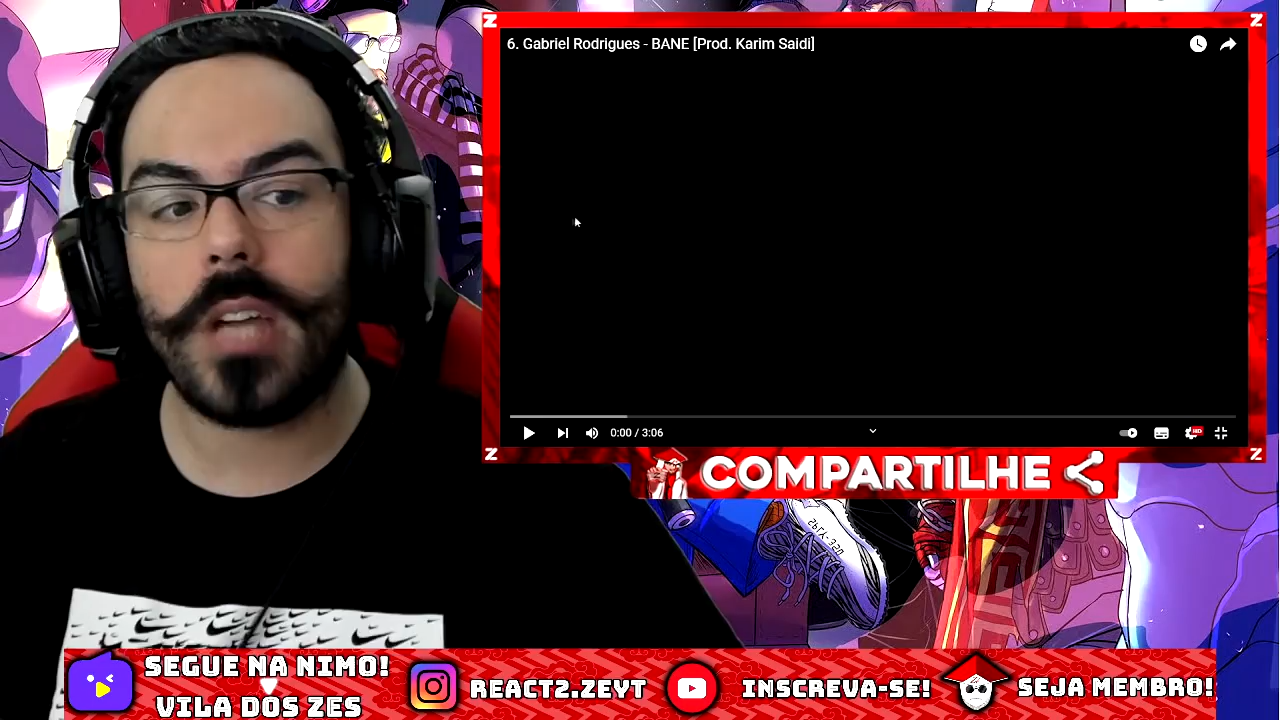 6. Gabriel Rodrigues - BANE [Prod. Karim Saidi]
0:00 / 3:06
HD
COMPARTILHE
SEGUE NA NIMO!
VILA DOS ZES
REACT2.ZEYT
INSCREVA-SE!
SEJA MEMBRO!